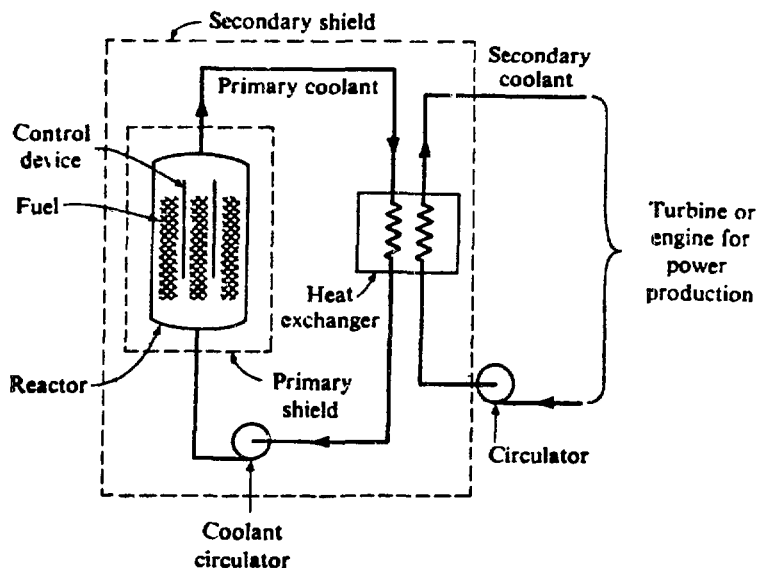 Secondary shield
Secondary
coolant
Primary coolant
Control
device
Fuel
Turbine or
engine for
power
production
Heat
exchanger
Reactor
Primary
shield
Circulator
Coolant
circulator